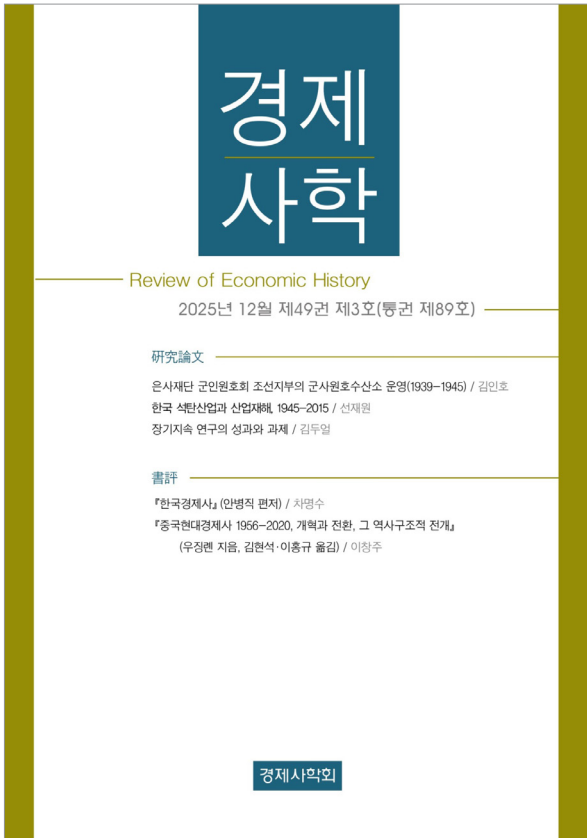 경제
사학
Review of Economic History
2025년 12월 제49권 제3호(통권 제89호)
研究論文
은사재단 군인원호회 조선지부의 군사원호수산소 운영(1939-1945) / 김인호
한국 석탄산업과 산업재해, 1945-2015 / 선재원
장기지속 연구의 성과와 과제 / 김두얼
書評
『한국경제사』 (안병직 편저) / 차명수
『중국현대경제사 1956-2020, 개혁과 전환, 그 역사구조적 전개』
(우징롄 지음, 김현석·이홍규 옮김) / 이창주
경제사학회